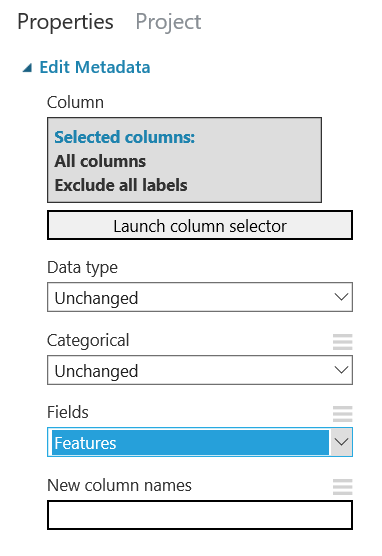 Properties Project
Edit Metadata
Column
Selected columns:
All columns
Exclude all labels
Launch column selector
Data type
Unchanged
Categorical
Unchanged
Fields
Features
New column names